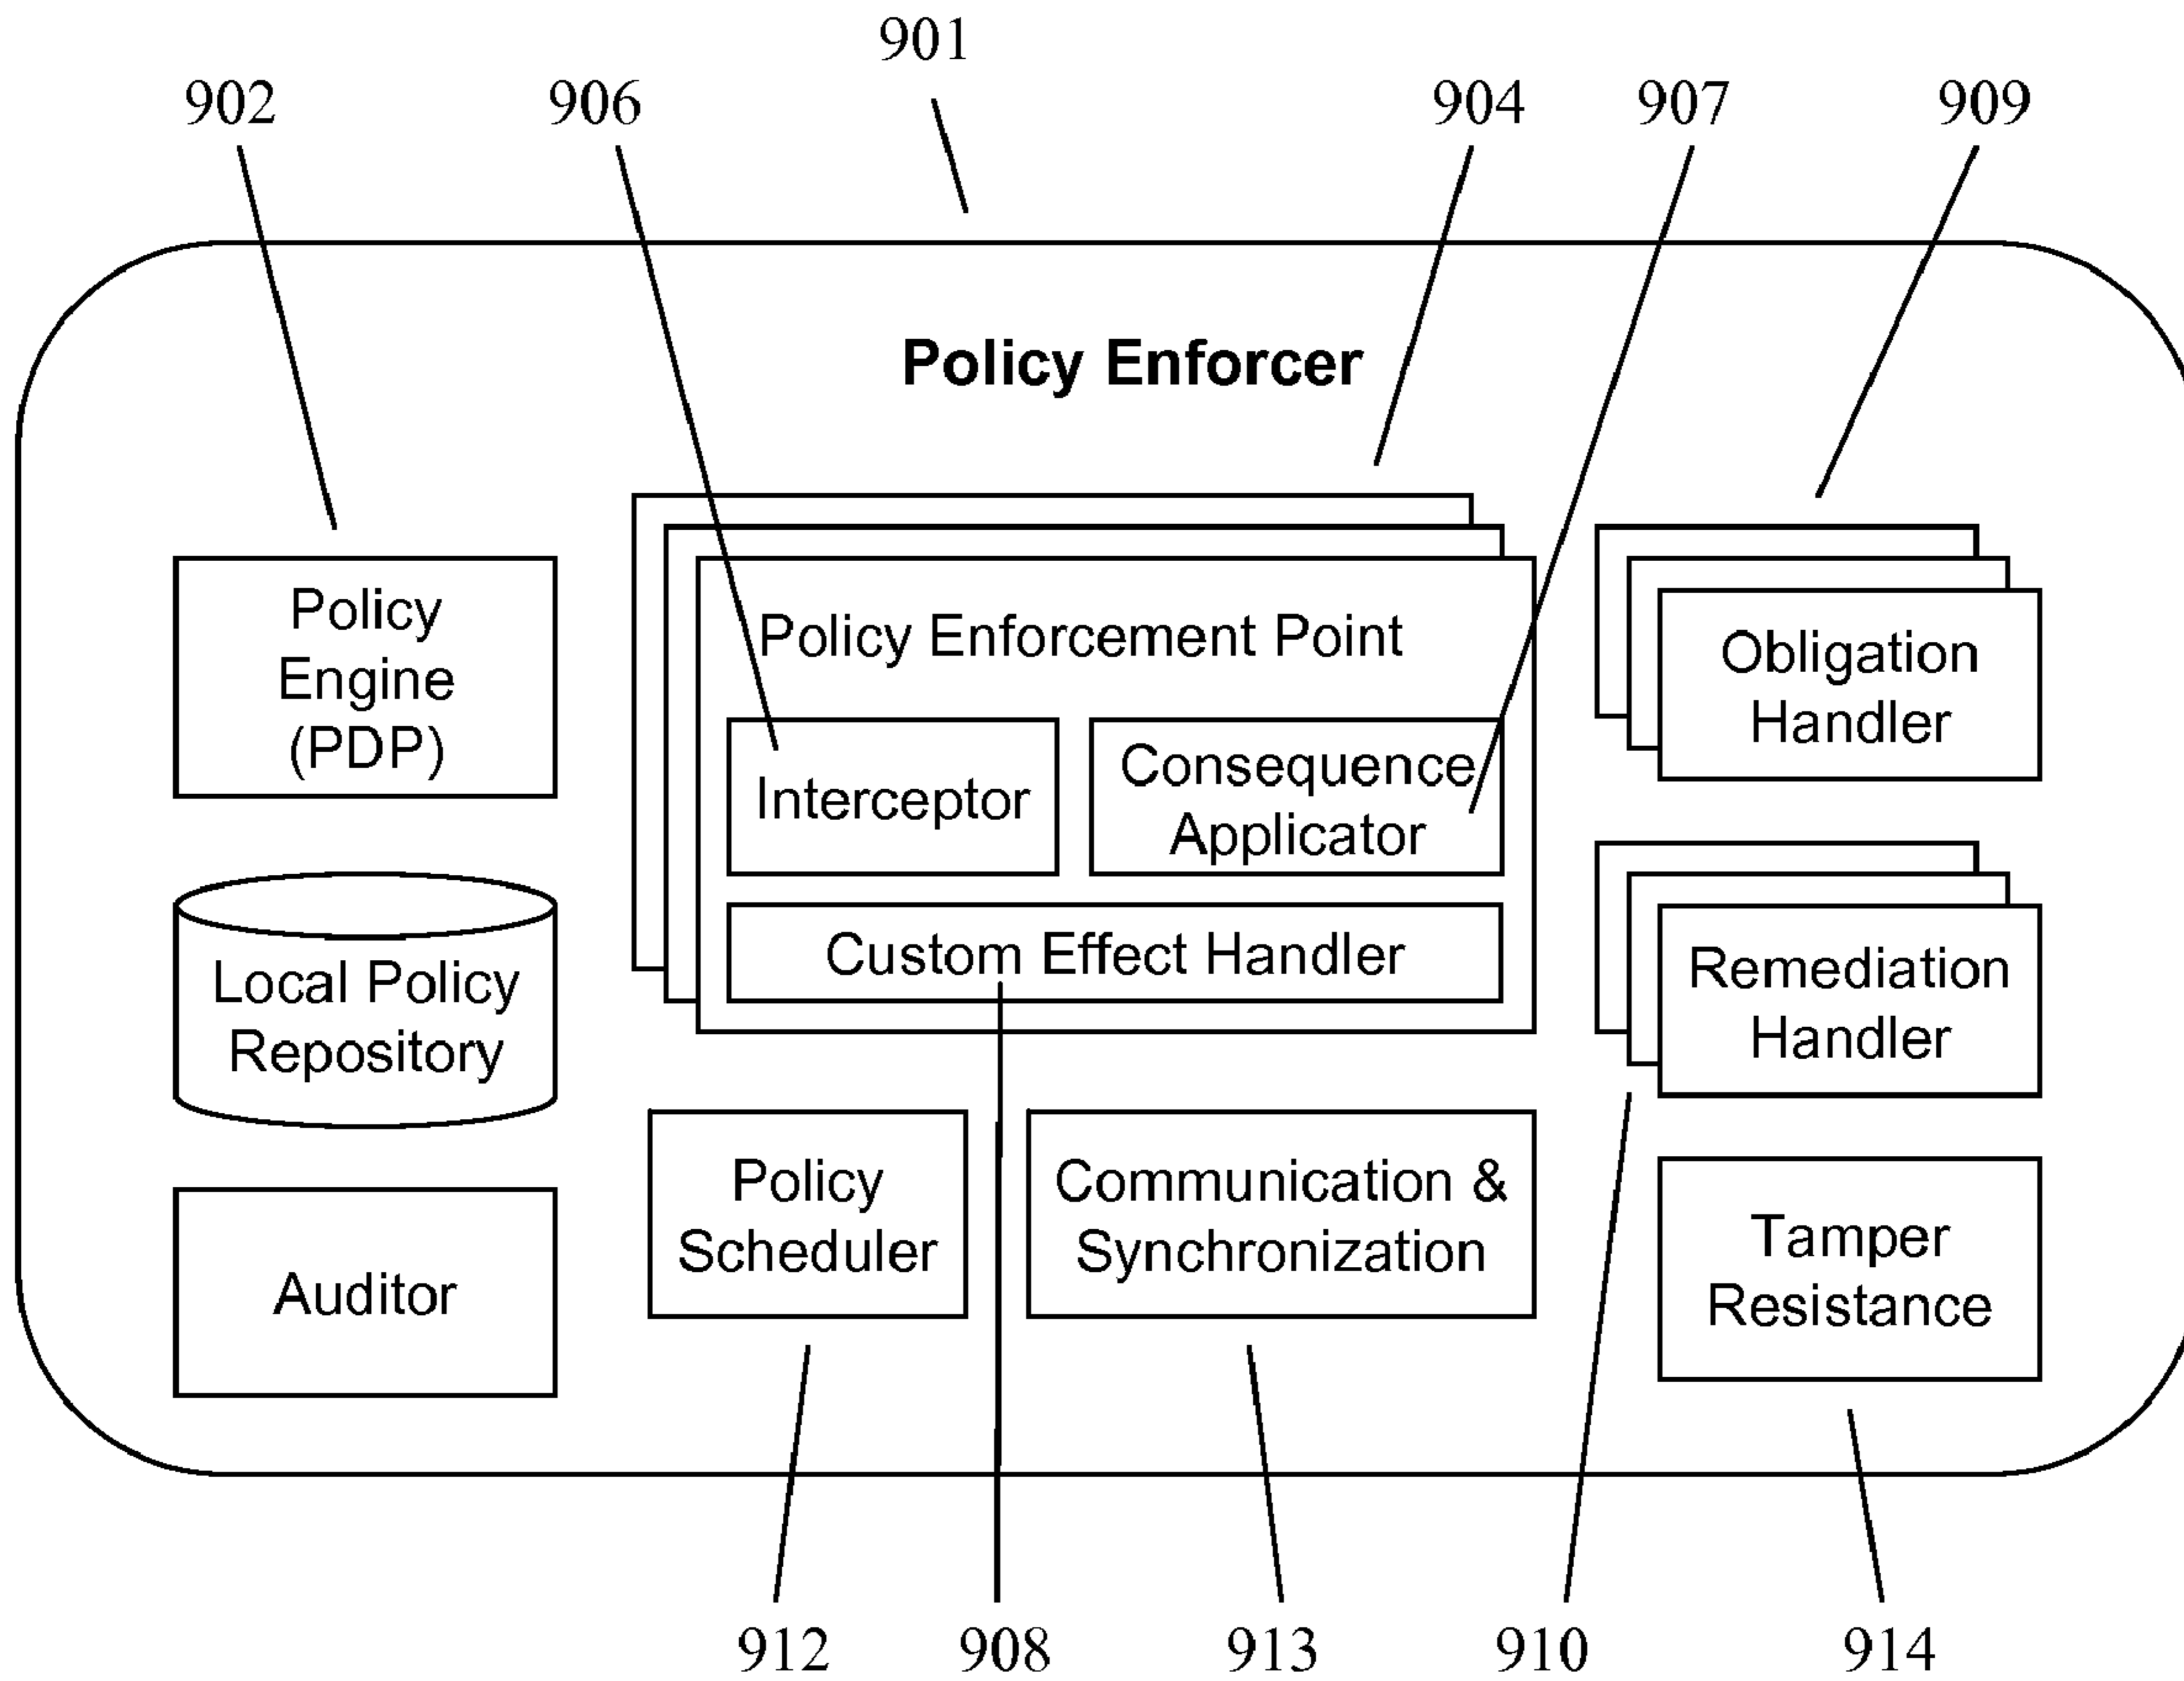 901
902
906
904
907
909
Policy Enforcer
Policy
Engine
(PDP)
Policy Enforcement Point
Interceptor
Consequence
Applicator
Custom Effect Handler
Obligation
Handler
Local Policy
Repository
Remediation
Handler
Auditor
Policy
Scheduler
Communication &
Synchronization
Tamper
Resistance
912
908
913
910
914